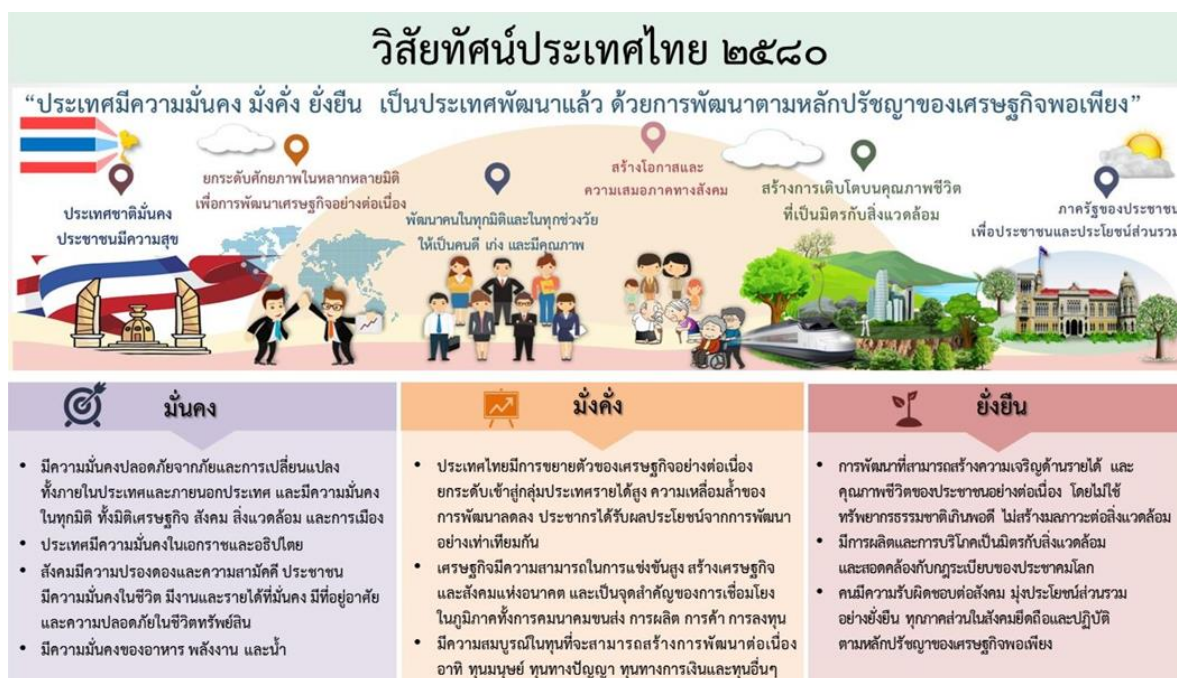 วิสัยทัศน์ประเทศไทย ๒๕๘๐
“ประเทศมีความมั่นคง มั่งคั่ง ยั่งยืน เป็นประเทศพัฒนาแล้ว ด้วยการพัฒนาตามหลักปรัชญาของเศรษฐกิจพอเพียง”
ประเทศชาติมั่นคง
ประชาชนมีความสุข
ยกระดับศักยภาพในหลากหลายมิติ
เพื่อการพัฒนาเศรษฐกิจอย่างต่อเนื่อง
พัฒนาคนในทุกมิติและในทุกช่วงวัย
ให้เป็นคนดี เก่ง และมีคุณภาพ
สร้างโอกาสและ
ความเสมอภาคทางสังคม
สร้างการเติบโตบนคุณภาพชีวิต
ที่เป็นมิตรกับสิ่งแวดล้อม
ภาครัฐของประชาชน
เพื่อประชาชนและประโยชน์ส่วนรวม
มั่นคง
• มีความมั่นคงปลอดภัยจากภัยและการเปลี่ยนแปลง
ทั้งภายในประเทศและภายนอกประเทศ และมีความมั่นคง
ในทุกมิติ ทั้งมิติเศรษฐกิจ สังคม สิ่งแวดล้อม และการเมือง
• ประเทศมีความมั่นคงในเอกราชและอธิปไตย
• สังคมมีความปรองดองและความสามัคคี ประชาชน
มีความมั่นคงในชีวิต มีงานและรายได้ที่มั่นคง มีที่อยู่อาศัย
และความปลอดภัยในชีวิตทรัพย์สิน
• มีความมั่นคงของอาหาร พลังงาน และน้ำ
มั่งคั่ง
• ประเทศไทยมีการขยายตัวของเศรษฐกิจอย่างต่อเนื่อง
ยกระดับเข้าสู่กลุ่มประเทศรายได้สูง ความเหลื่อมล้ำของ
การพัฒนาลดลง ประชากรได้รับผลประโยชน์จากการพัฒนา
อย่างเท่าเทียมกัน
• เศรษฐกิจมีความสามารถในการแข่งขันสูง สร้างเศรษฐกิจ
และสังคมแห่งอนาคต และเป็นจุดสำคัญของการเชื่อมโยง
ในภูมิภาคทั้งการคมนาคมขนส่ง การผลิต การค้า การลงทุน
• มีความสมบูรณ์ในทุนที่จะสามารถสร้างการพัฒนาต่อเนื่อง
อาทิ ทุนมนุษย์ ทุนทางปัญญา ทุนทางการเงินและทุนอื่นๆ
ยั่งยืน
• การพัฒนาที่สามารถสร้างความเจริญด้านรายได้ และ
คุณภาพชีวิตของประชาชนอย่างต่อเนื่อง โดยไม่ใช้
ทรัพยากรธรรมชาติเกินพอดี ไม่สร้างมลภาวะต่อสิ่งแวดล้อม
• มีการผลิตและการบริโภคเป็นมิตรกับสิ่งแวดล้อม
และสอดคล้องกับกฎระเบียบของประชาคมโลก
• คนมีความรับผิดชอบต่อสังคม มุ่งประโยชน์ส่วนรวม
อย่างยั่งยืน ทุกภาคส่วนในสังคมยึดถือและปฏิบัติ
ตามหลักปรัชญาของเศรษฐกิจพอเพียง